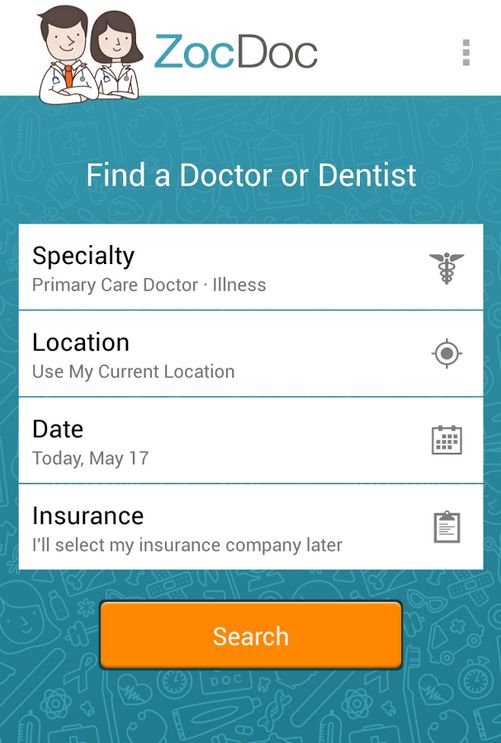 ZocDoc
Find a Doctor or Dentist
Specialty
Primary Care Doctor · Illness
Location
Use My Current Location
Date
Today, May 17
Insurance
I'll select my insurance company later
Search
DOC